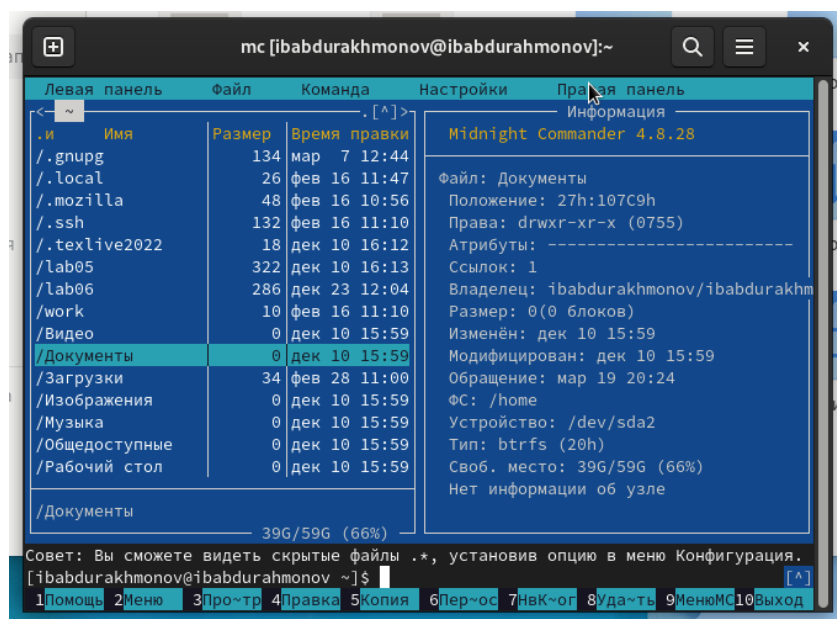 mc [ibabdurakhmonov@ibabdurahmonov]:~
Левая панель Файл Команда Настройки Правая панель
<— ~ .[^]>
.и Имя Размер Время правки
/.gnupg 134 мар 7 12:44
/.local 26 фев 16 11:47
/.mozilla 48 фев 16 10:56
/.ssh 132 фев 16 11:10
/.texlive2022 18 дек 10 16:12
/lab05 322 дек 10 16:13
/lab06 286 дек 23 12:04
/work 10 фев 16 11:10
/Видео 0 дек 10 15:59
/Документы 0 дек 10 15:59
/Загрузки 34 фев 28 11:00
/Изображения 0 дек 10 15:59
/Музыка 0 дек 10 15:59
/Общедоступные 0 дек 10 15:59
/Рабочий стол 0 дек 10 15:59
/Документы
39G/59G (66%)
Информация
Midnight Commander 4.8.28
Файл: Документы
Положение: 27h:107C9h
Права: drwxr-xr-x (0755)
Атрибуты: -------------------------
Ссылок: 1
Владелец: ibabdurakhmonov/ibabdurakhm
Размер: 0(0 блоков)
Изменён: дек 10 15:59
Модифицирован: дек 10 15:59
Обращение: мар 19 20:24
ФС: /home
Устройство: /dev/sda2
Тип: btrfs (20h)
Своб. место: 39G/59G (66%)
Нет информации об узле
Совет: Вы сможете видеть скрытые файлы .*, установив опцию в меню Конфигурация.
[ibabdurakhmonov@ibabdurahmonov ~]$ [^]
1Помощь 2Меню 3Про~тр 4Правка 5Копия 6Пер~ос 7НвК~ог 8Уда~ть 9МенюMC 10Выход